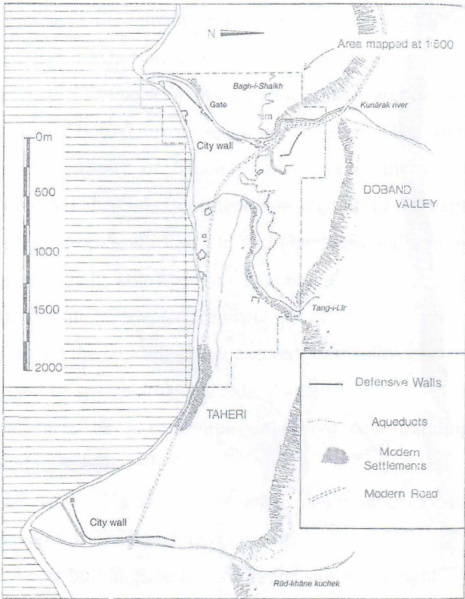 N
Area mapped at 1:500
Bagh-i-Shaikh
Gate
Kunārak river
City wall
0m
500
1000
1500
2000
DOBAND
VALLEY
Tang-i-Lir
TAHERI
Defensive Walls
Aqueducts
Modern
Settlements
Modern Road
City wall
Rūd-khāne kuchek